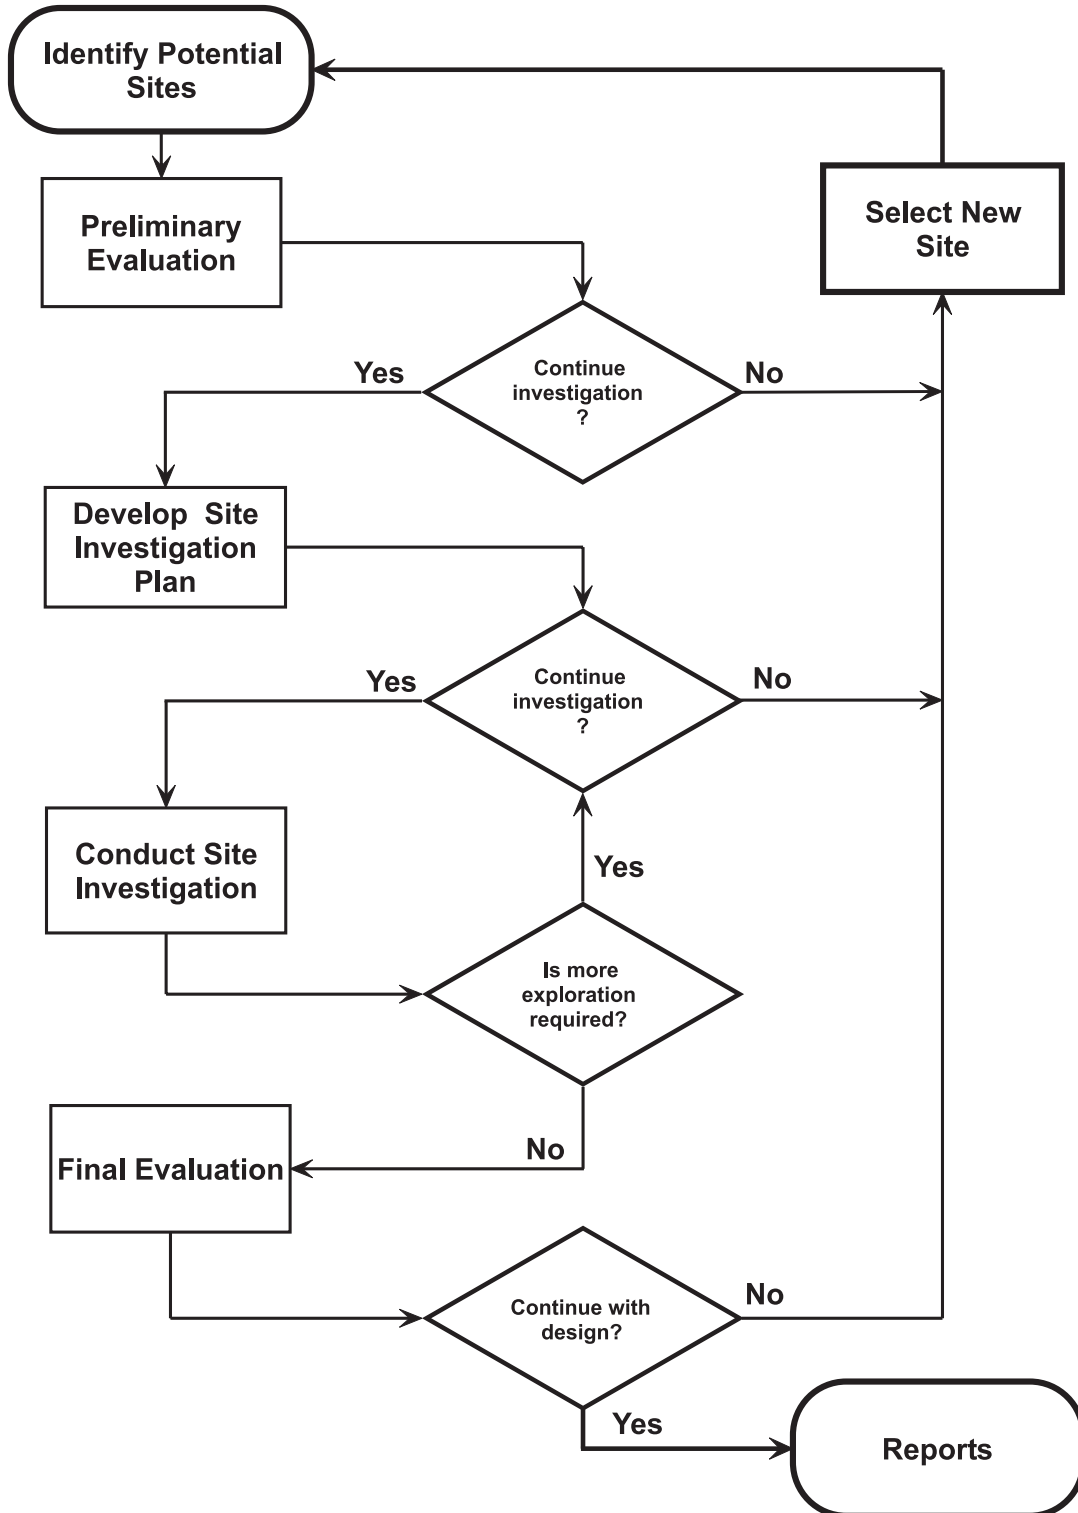 Identify Potential
Sites
Preliminary
Evaluation
Select New
Site
Yes
Continue
investigation
?
No
Develop Site
Investigation
Plan
Yes
Continue
investigation
?
No
Conduct Site
Investigation
Yes
Is more
exploration
required?
No
Final Evaluation
Continue with
design?
No
Yes
Reports